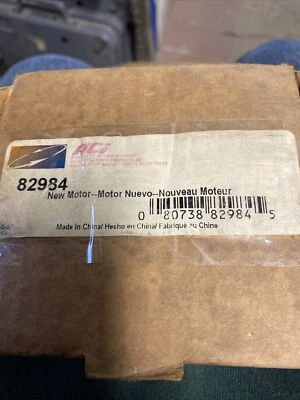 ACI
82984
New Motor--Motor Nuevo--Nouveau Moteur
0 80738 82984 5
Made in China/ Hecho en China/ Fabrique au Chine